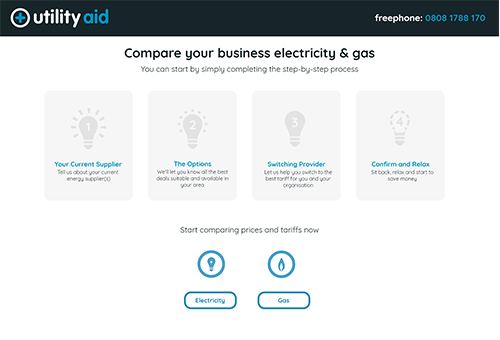 utility aid
freephone: 0808 1788 170
Compare your business electricity & gas
You can start by simply completing the step-by-step process
1
Your Current Supplier
Tell us about your current
energy supplier(s)
2
The Options
We'll let you know all the best
deals suitable and available in
your area
3
Switching Provider
Let us help you switch to the
best tariff for you and your
organisation
4
Confirm and Relax
Sit back, relax and start to
save money
Start comparing prices and tariffs now
Electricity
Gas